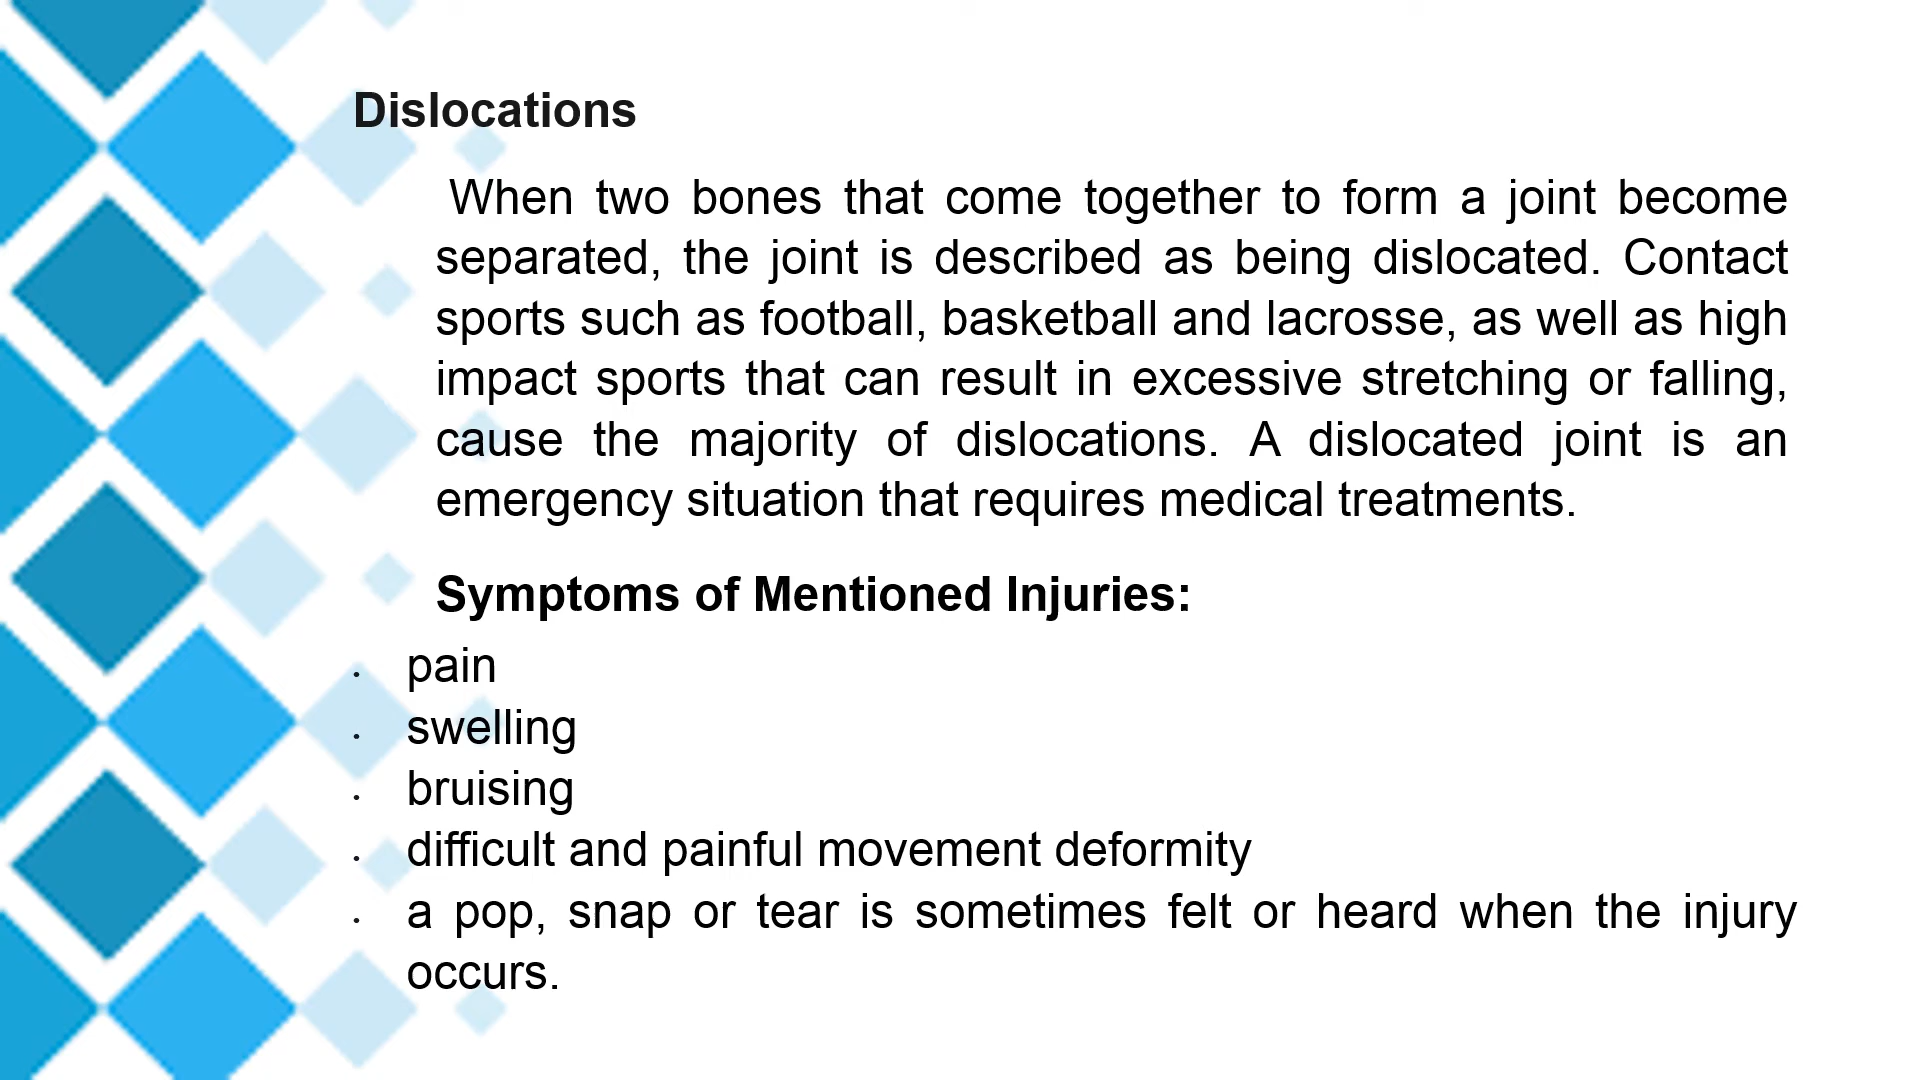 Dislocations
When two bones that come together to form a joint become
separated, the joint is described as being dislocated. Contact
sports such as football, basketball and lacrosse, as well as high
impact sports that can result in excessive stretching or falling,
cause the majority of dislocations. A dislocated joint is an
emergency situation that requires medical treatments.
Symptoms of Mentioned Injuries:
• pain
• swelling
• bruising
• difficult and painful movement deformity
• a pop, snap or tear is sometimes felt or heard when the injury
occurs.